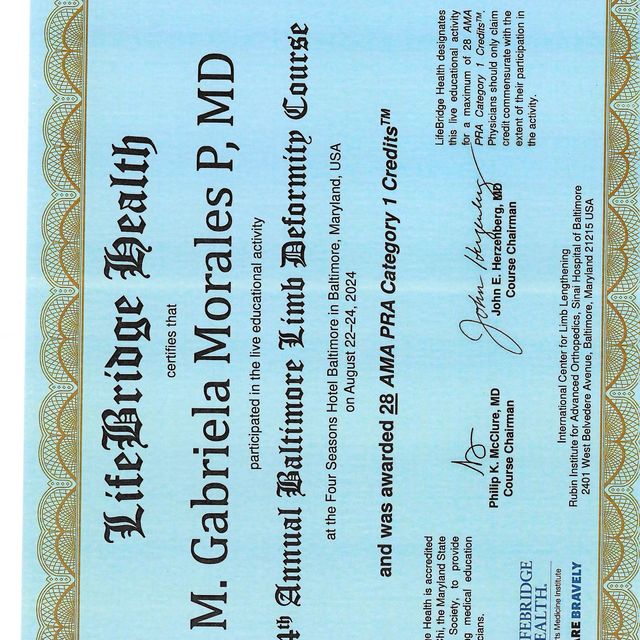 LifeBridge Health
certifies that
M. Gabriela Morales P, MD
participated in the live educational activity
4th Annual Baltimore Limb Deformity Course
at the Four Seasons Hotel Baltimore in Baltimore, Maryland, USA
on August 22–24, 2024
and was awarded 28 AMA PRA Category 1 Credits™
Health is accredited
the Maryland State
Society, to provide
medical education
LifeBridge Health designates
this live educational activity
for a maximum of 28 AMA
PRA Category 1 Credits™.
Physicians should only claim
credit commensurate with the
extent of their participation in
the activity.
Philip K. McClure, MD
Course Chairman
John E. Herzenberg, MD
Course Chairman
FEBRIDGE
EALTH.
Medicine Institute
ARE BRAVELY
International Center for Limb Lengthening
Rubin Institute for Advanced Orthopedics, Sinai Hospital of Baltimore
2401 West Belvedere Avenue, Baltimore, Maryland 21215 USA